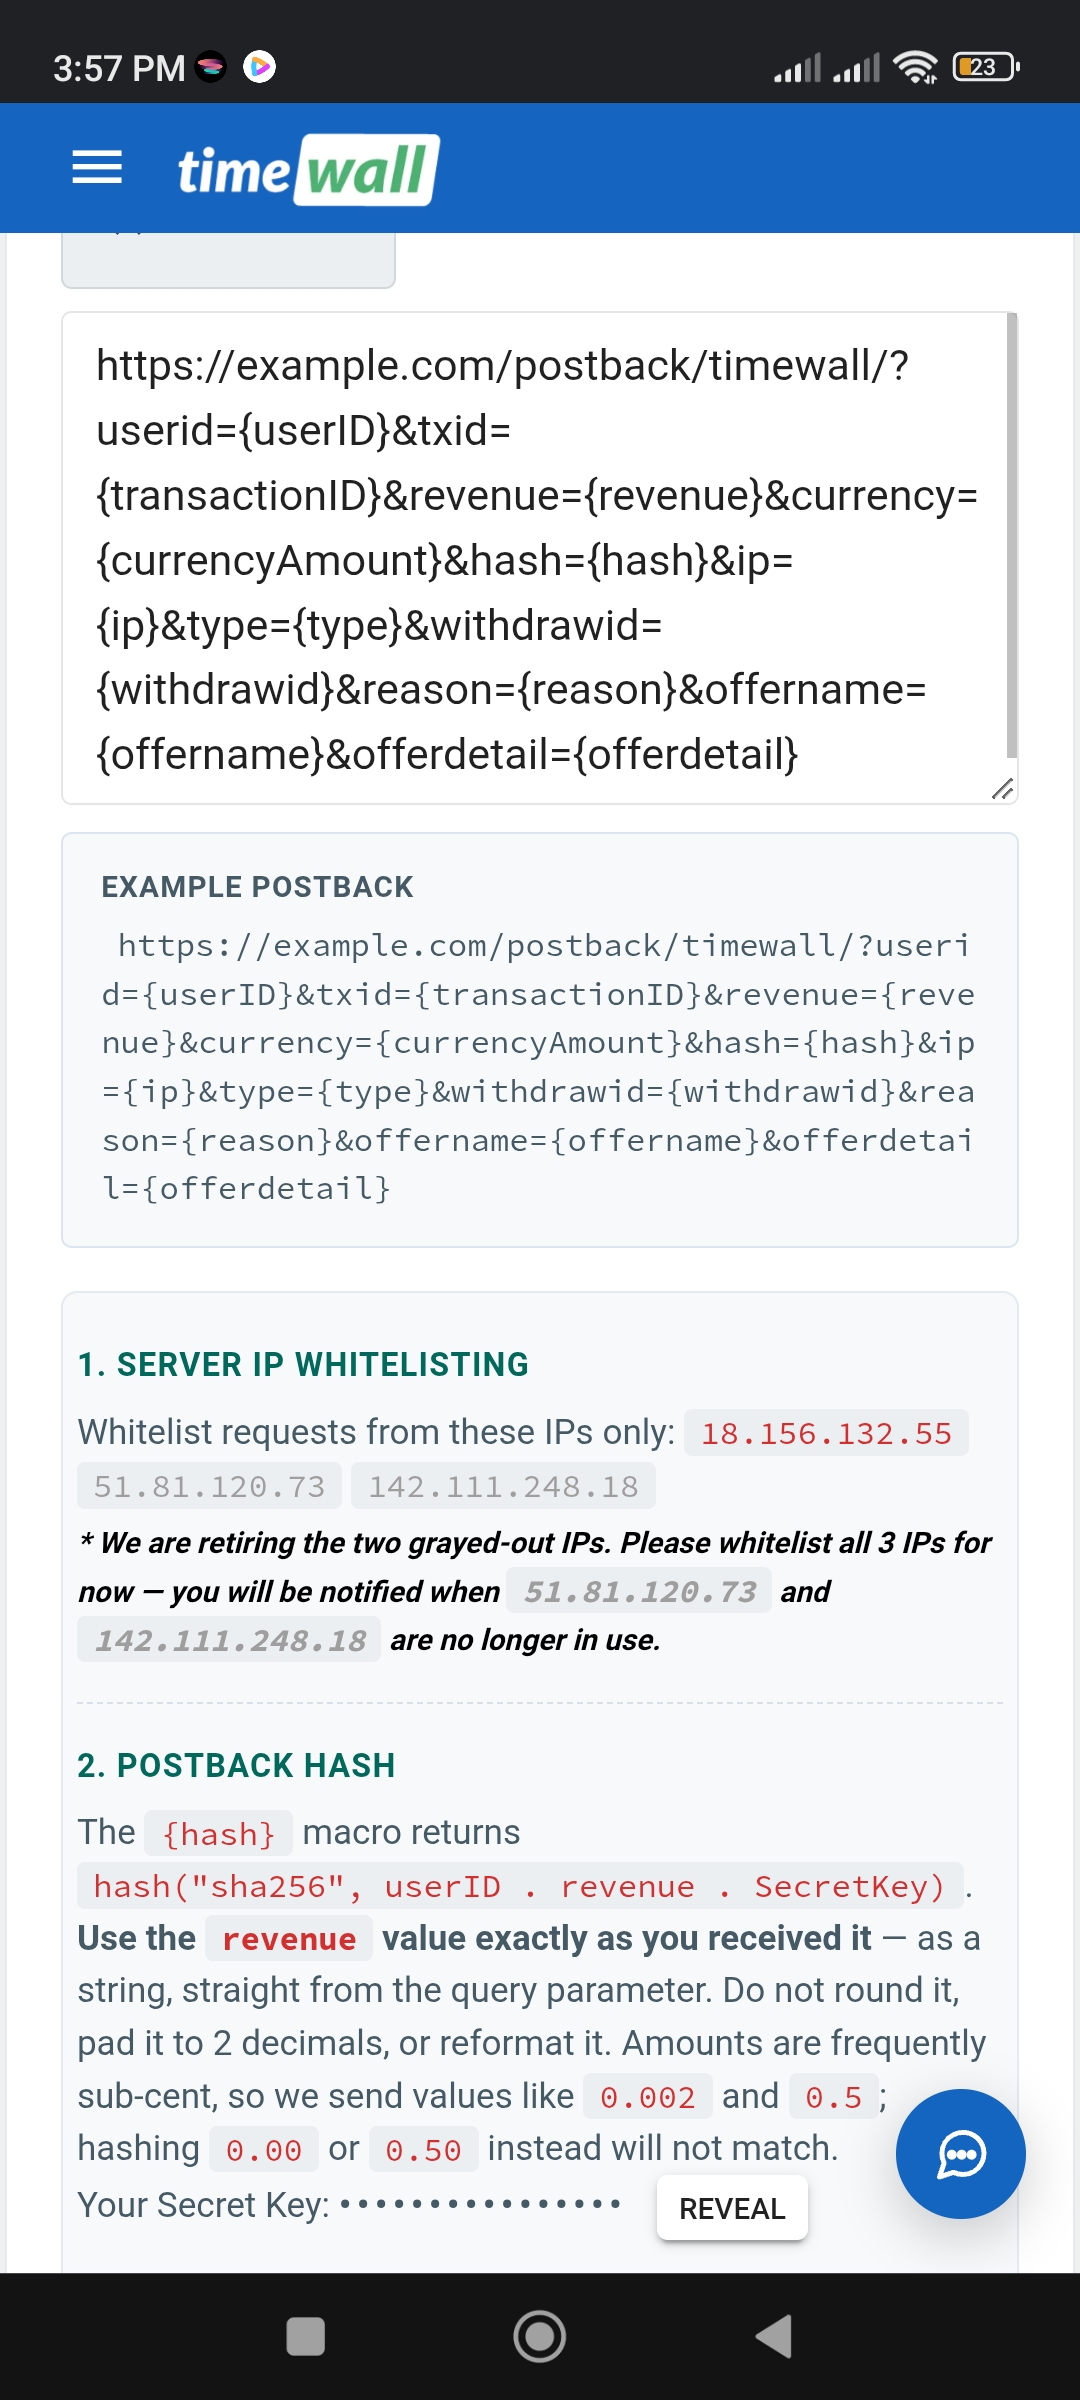 3:57 PM
23
time wall
https://example.com/postback/timewall/?
userid={userID}&txid=
{transactionID}&revenue={revenue}&currency=
{currencyAmount}&hash={hash}&ip=
{ip}&type={type}&withdrawid=
{withdrawid}&reason={reason}&offername=
{offername}&offerdetail={offerdetail}
EXAMPLE POSTBACK
https://example.com/postback/timewall/?useri
d={userID}&txid={transactionID}&revenue={reve
nue}&currency={currencyAmount}&hash={hash}&ip
={ip}&type={type}&withdrawid={withdrawid}&rea
son={reason}&offername={offername}&offerdetai
l={offerdetail}
1. SERVER IP WHITELISTING
Whitelist requests from these IPs only: 18.156.132.55
51.81.120.73 142.111.248.18
* We are retiring the two grayed-out IPs. Please whitelist all 3 IPs for
now — you will be notified when 51.81.120.73 and
142.111.248.18 are no longer in use.
2. POSTBACK HASH
The {hash} macro returns
hash("sha256", userID . revenue . SecretKey).
Use the revenue value exactly as you received it — as a
string, straight from the query parameter. Do not round it,
pad it to 2 decimals, or reformat it. Amounts are frequently
sub-cent, so we send values like 0.002 and 0.5;
hashing 0.00 or 0.50 instead will not match.
Your Secret Key: •••••••••••••••• REVEAL